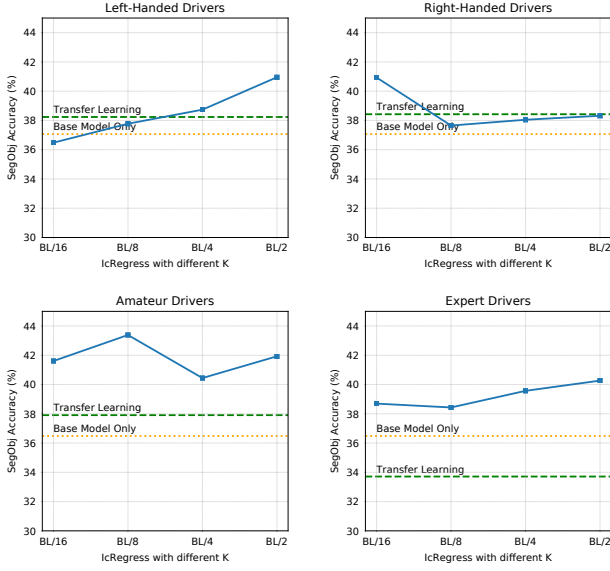 Left-Handed Drivers
44
42
40
38
36
34
32
30
SegObj Accuracy (%)
Transfer Learning
Base Model Only
BL/16 BL/8 BL/4 BL/2
IcRegress with different K
Right-Handed Drivers
44
42
40
38
36
34
32
30
SegObj Accuracy (%)
Transfer Learning
Base Model Only
BL/16 BL/8 BL/4 BL/2
IcRegress with different K
Amateur Drivers
44
42
40
38
36
34
32
30
SegObj Accuracy (%)
Transfer Learning
Base Model Only
BL/16 BL/8 BL/4 BL/2
IcRegress with different K
Expert Drivers
44
42
40
38
36
34
32
30
SegObj Accuracy (%)
Base Model Only
Transfer Learning
BL/16 BL/8 BL/4 BL/2
IcRegress with different K